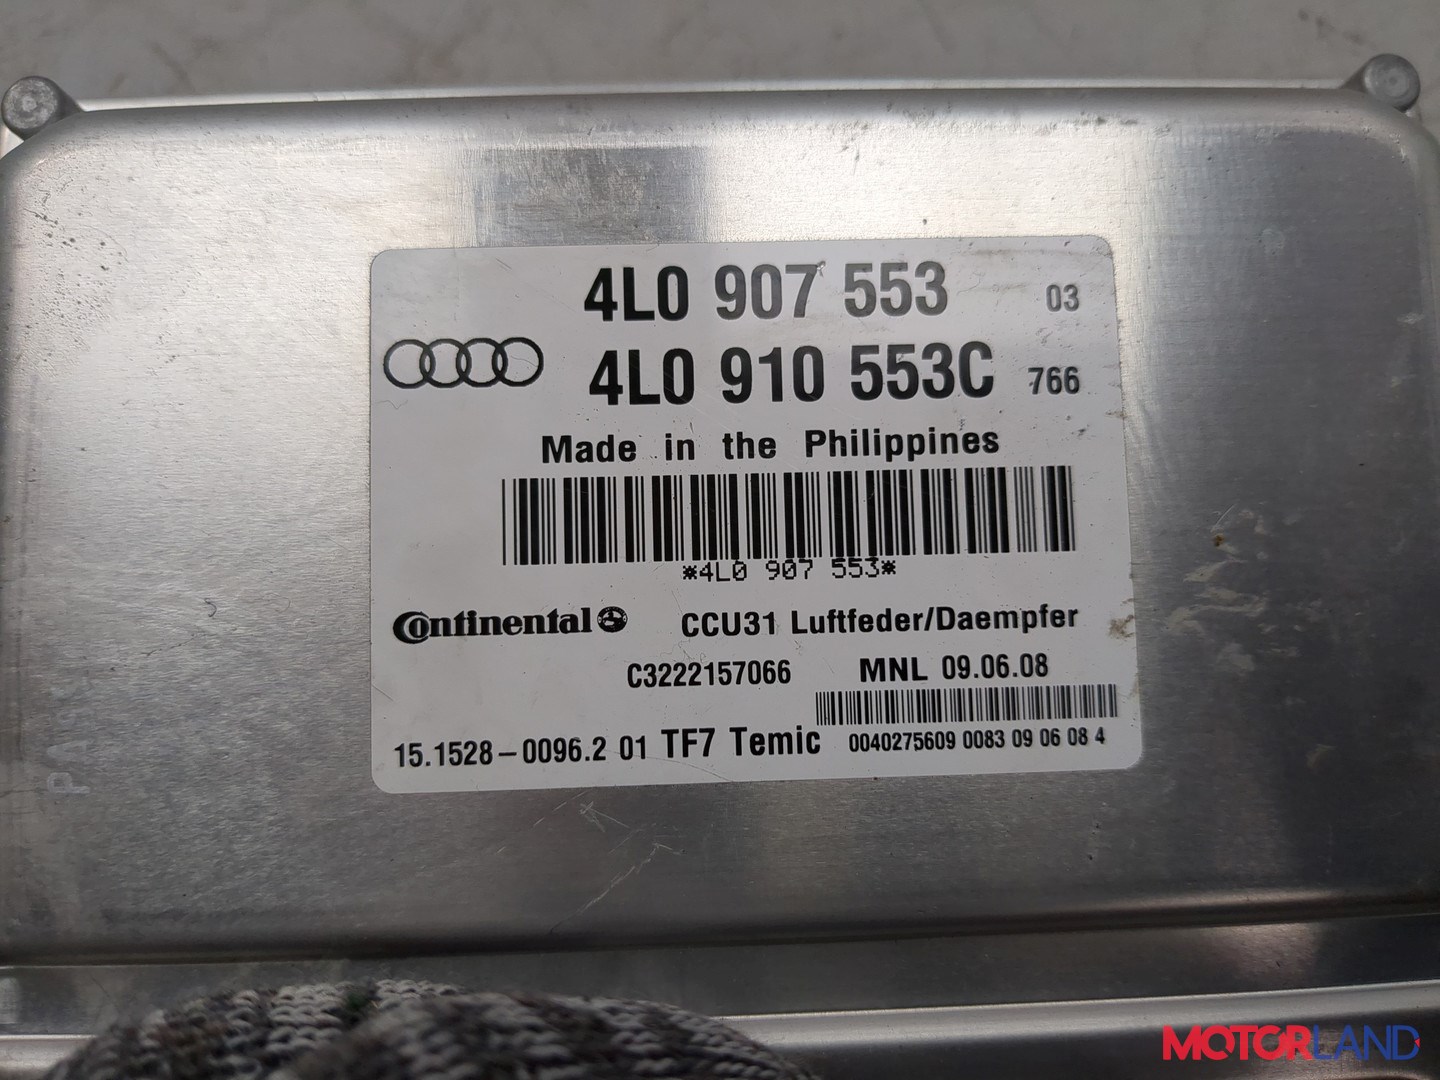 4L0 907 553 03
4L0 910 553C 766
Made in the Philippines
*4L0 907 553*
Continental CCU31 Luftfeder/Daempfer
C3222157066 MNL 09.06.08
15.1528-0096.2 01 TF7 Temic 0040275609 0083 09 06 08 4
MOTORLAND